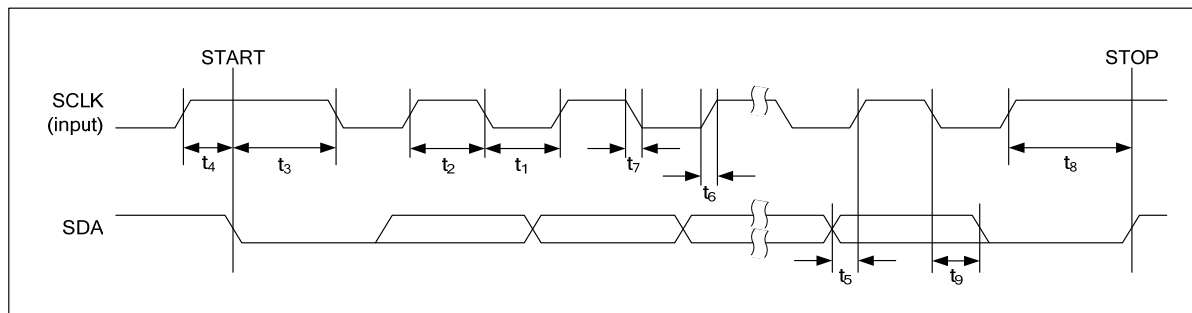 START STOP
SCLK
(input)
t4 t3 t2 t1 t7 t6 t8
SDA
t5 t9